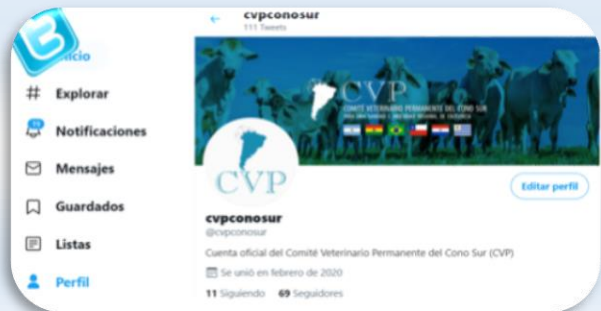 cvpconosur
111 Tweets
Inicio
Explorar
Notificaciones
Mensajes
Guardados
Listas
Perfil
CVP
COMITÉ VETERINARIO PERMANENTE DEL CONO SUR
CVP
Editar perfil
cvpconosur
@cvpconosur
Cuenta oficial del Comité Veterinario Permanente del Cono Sur (CVP)
Se unió en febrero de 2020
11 Siguiendo 69 Seguidores